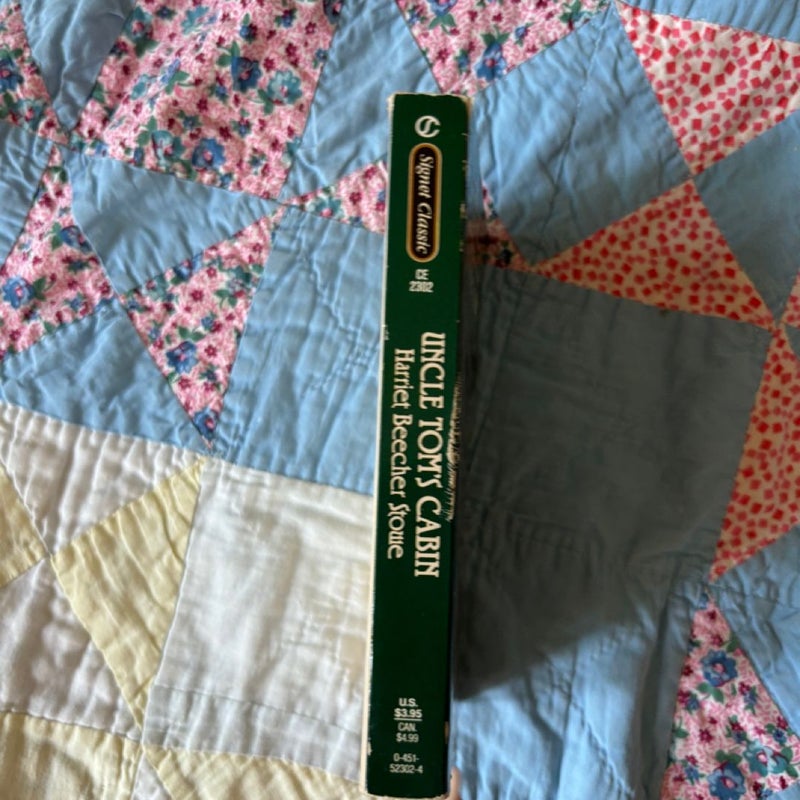 Signet Classic
CE
2302
UNCLE TOM'S CABIN
Harriet Beecher Stowe
U.S.
$3.95
CAN.
$4.99
0-451-
52302-4